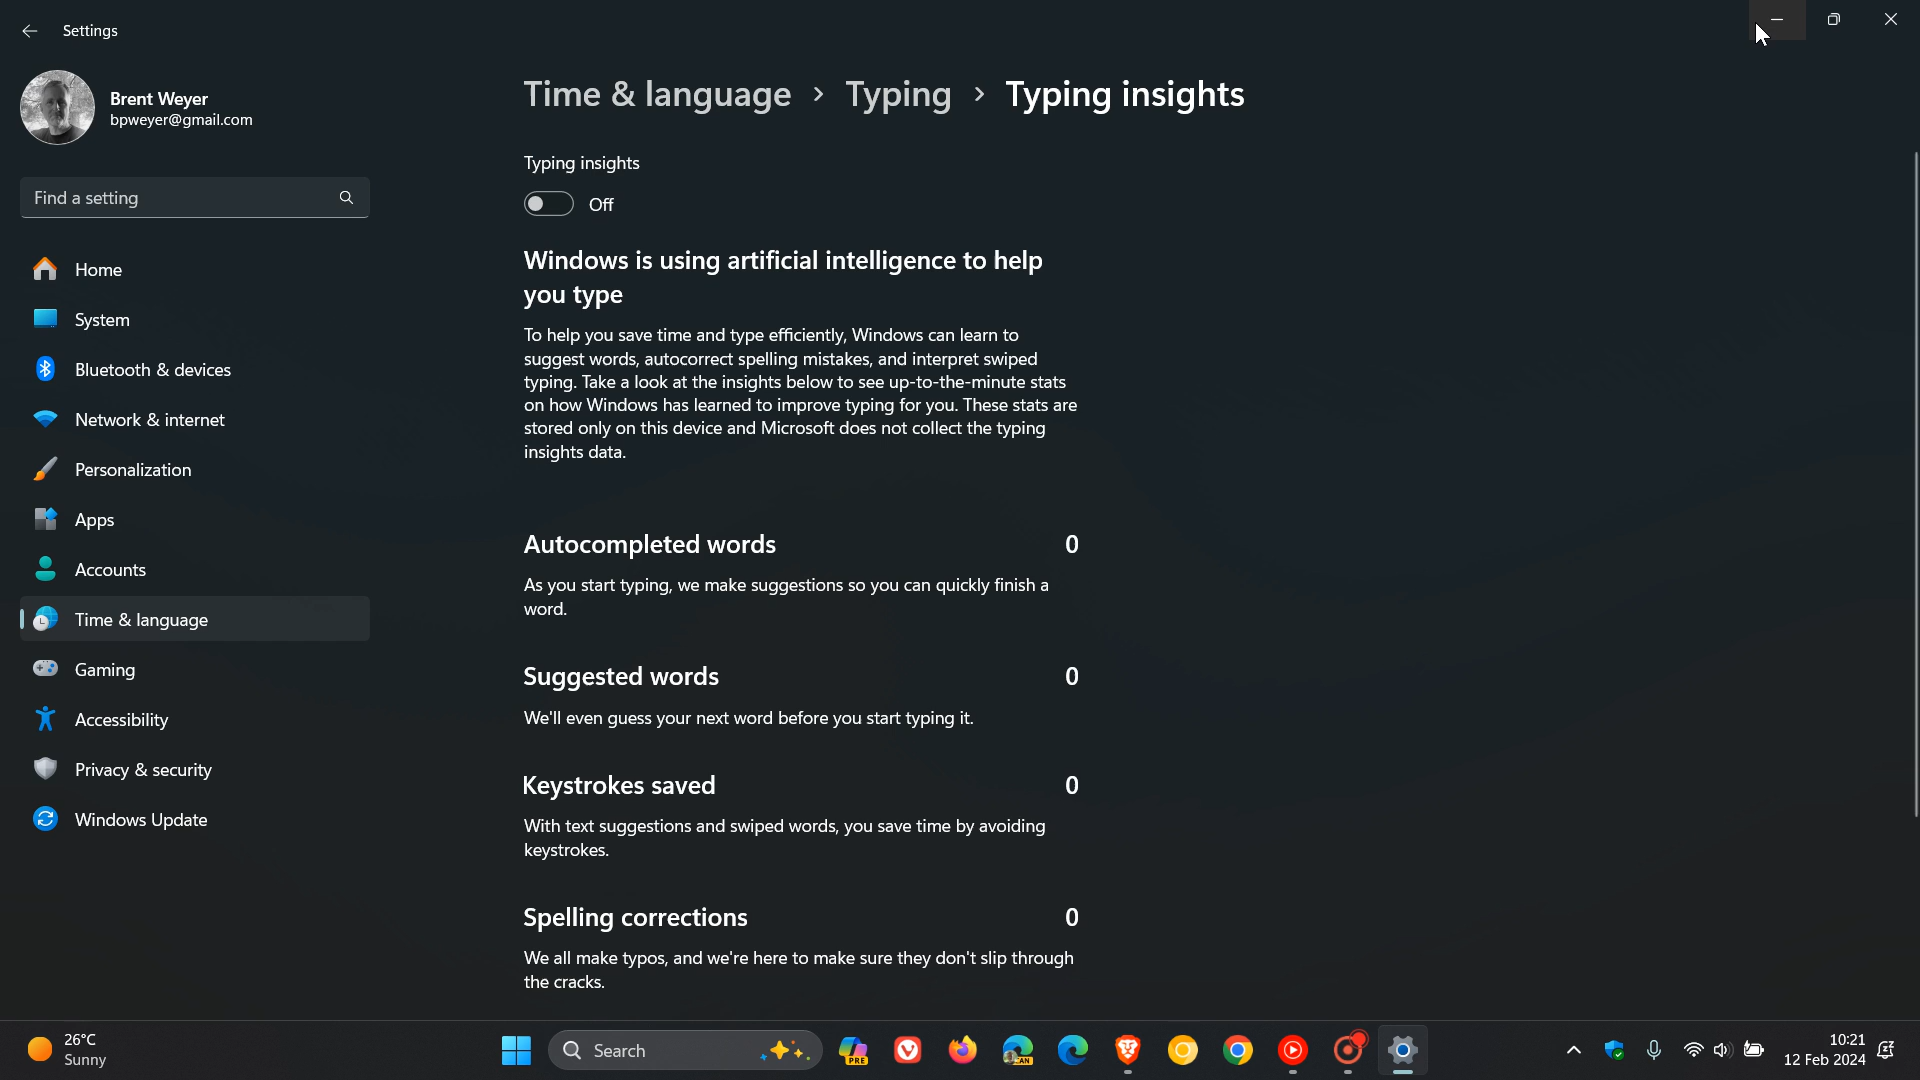 Settings
Brent Weyer
bpweyer@gmail.com
Find a setting
Home
System
Bluetooth & devices
Network & internet
Personalization
Apps
Accounts
Time & language
Gaming
Accessibility
Privacy & security
Windows Update
Time & language > Typing > Typing insights
Typing insights
Off
Windows is using artificial intelligence to help
you type
To help you save time and type efficiently, Windows can learn to
suggest words, autocorrect spelling mistakes, and interpret swiped
typing. Take a look at the insights below to see up-to-the-minute stats
on how Windows has learned to improve typing for you. These stats are
stored only on this device and Microsoft does not collect the typing
insights data.
Autocompleted words 0
As you start typing, we make suggestions so you can quickly finish a
word.
Suggested words 0
We'll even guess your next word before you start typing it.
Keystrokes saved 0
With text suggestions and swiped words, you save time by avoiding
keystrokes.
Spelling corrections 0
We all make typos, and we're here to make sure they don't slip through
the cracks.
26°C
Sunny
Search
PRE
CAN
10:21
12 Feb 2024